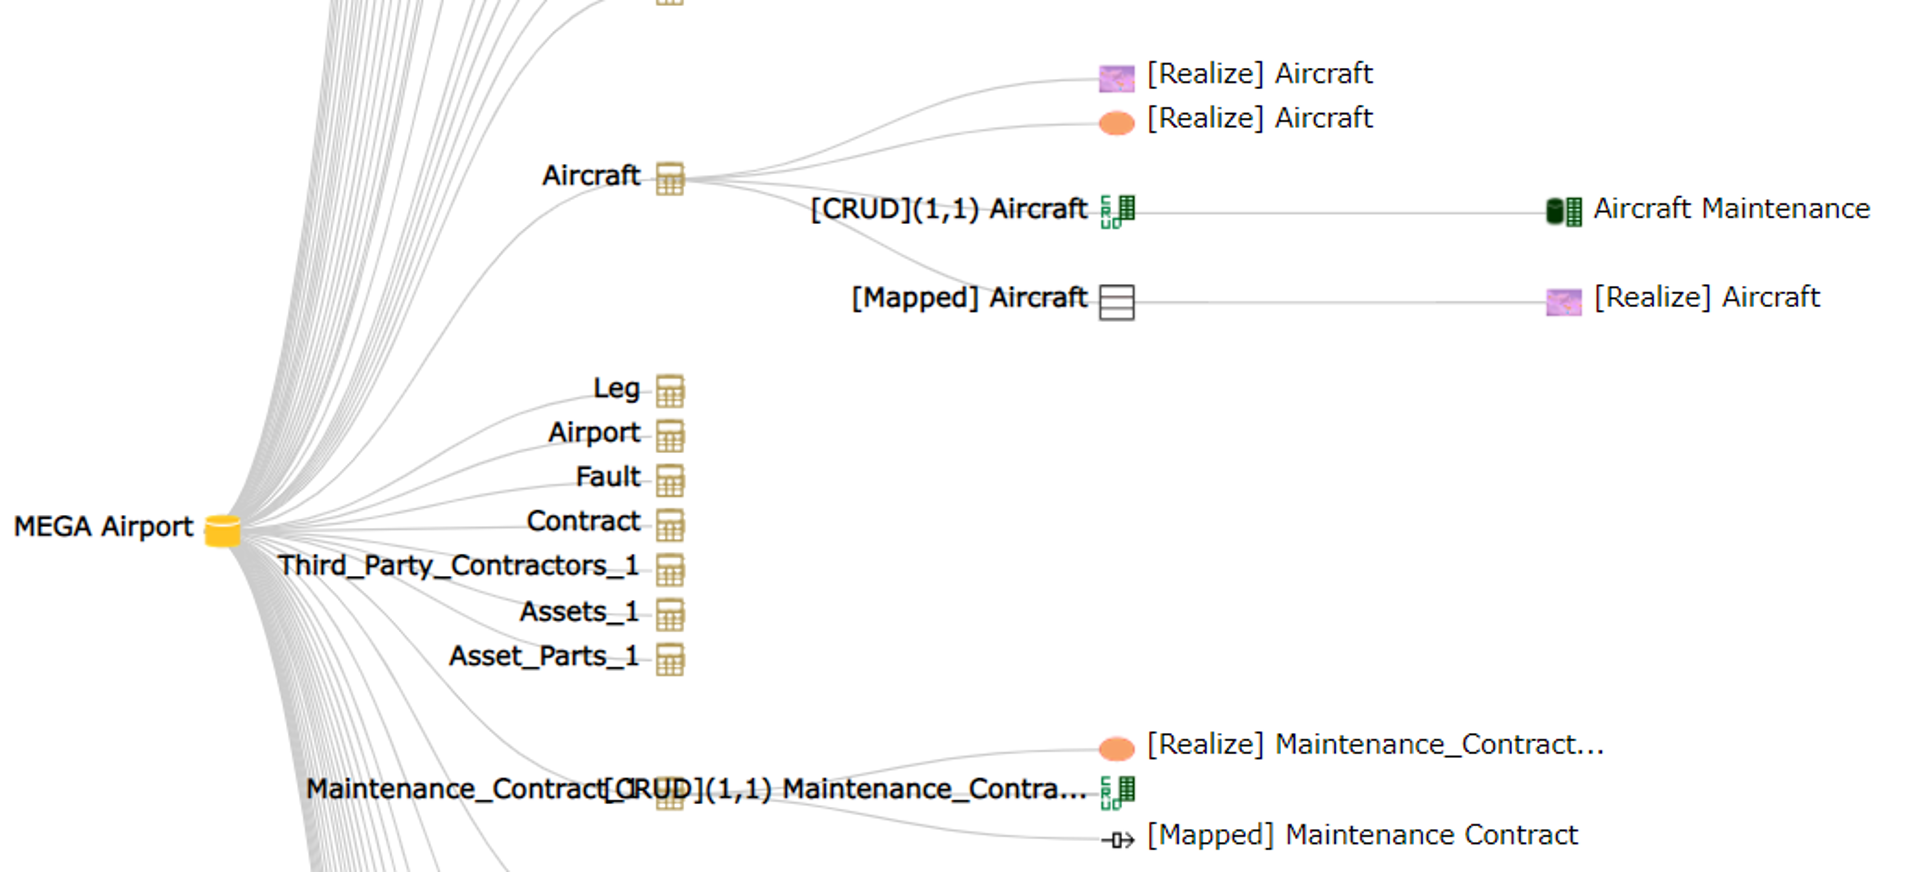 [Realize] Aircraft
[Realize] Aircraft
Aircraft
[CRUD](1,1) Aircraft
Aircraft Maintenance
[Mapped] Aircraft
[Realize] Aircraft
Leg
Airport
Fault
Contract
MEGA Airport
Third_Party_Contractors_1
Assets_1
Asset_Parts_1
[Realize] Maintenance_Contract...
Maintenance_Contract_1
[CRUD](1,1) Maintenance_Contra...
[Mapped] Maintenance Contract